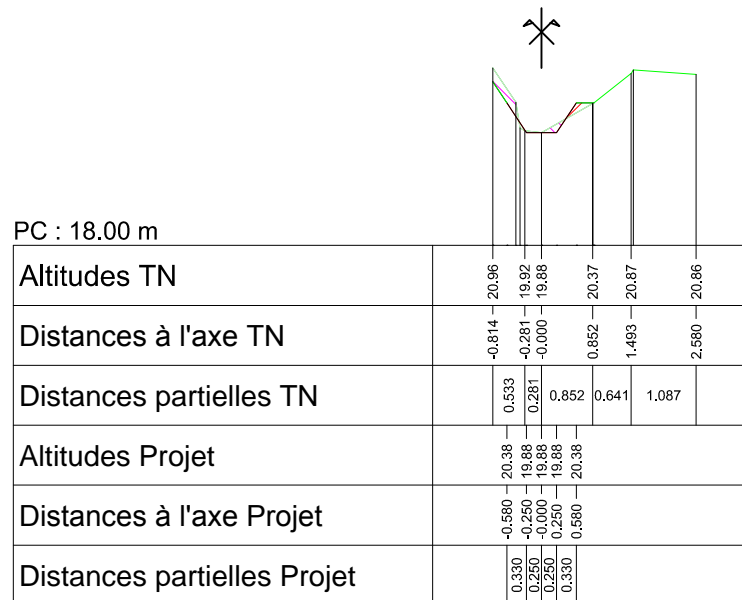 PC : 18.00 m
Altitudes TN
20.96 19.92 19.88 20.37 20.87 20.86
Distances à l'axe TN
-0.814 -0.281 -0.000 0.852 1.493 2.580
Distances partielles TN
0.533 0.281 0.852 0.641 1.087
Altitudes Projet
20.38 19.88 19.88 19.88 20.38
Distances à l'axe Projet
-0.580 -0.250 -0.000 0.250 0.580
Distances partielles Projet
0.330 0.250 0.250 0.330